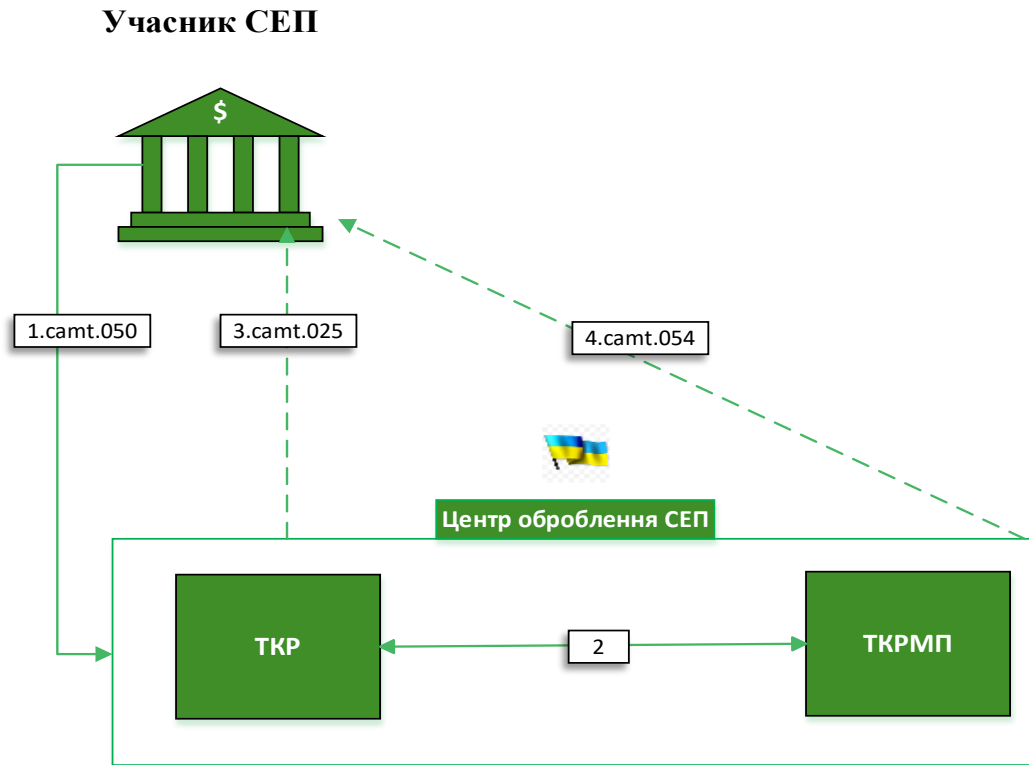 Учасник СЕП
$
1.camt.050
3.camt.025
4.camt.054
Центр оброблення СЕП
ТКР
2
ТКРМП